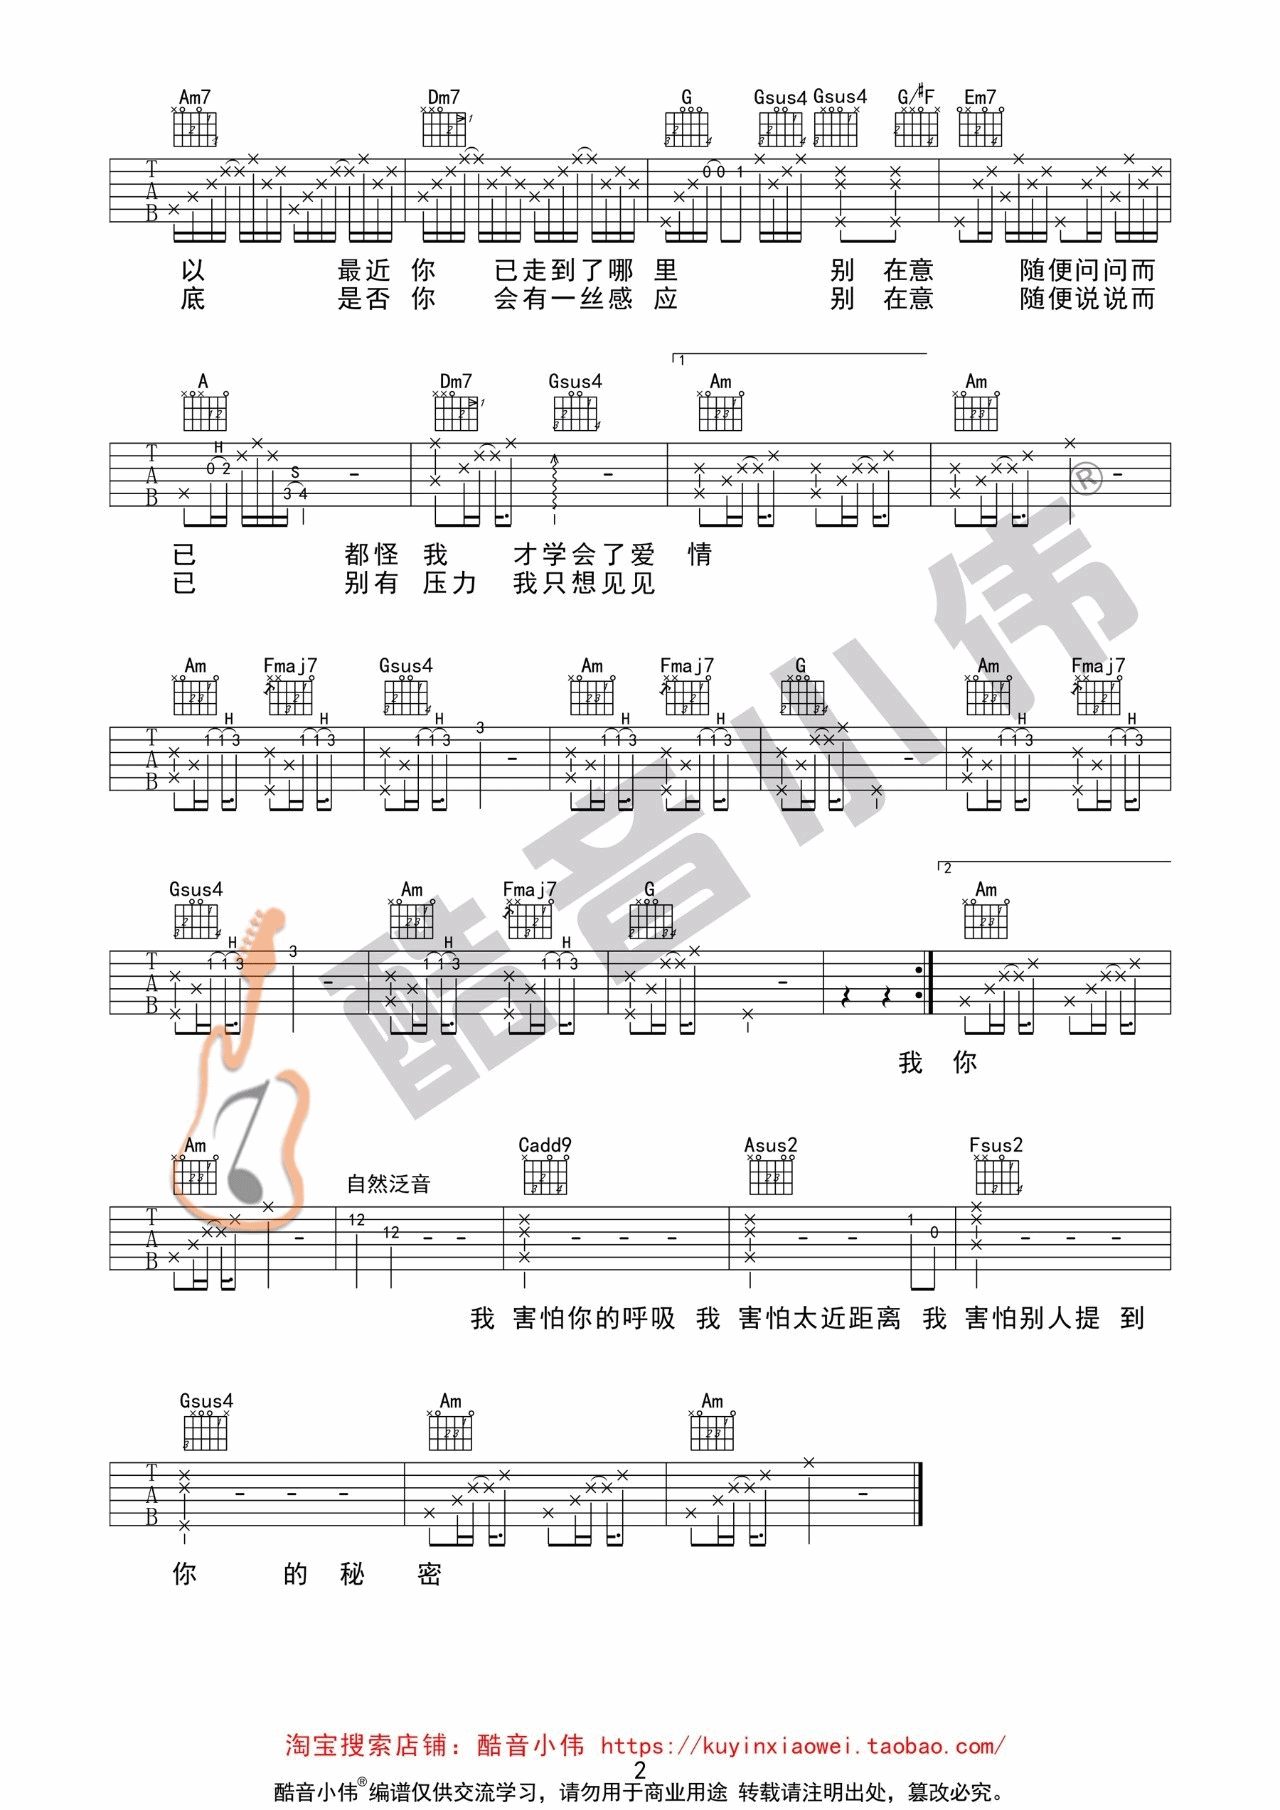 Am7 Dm7 G Gsus4 Gsus4 G/#F Em7
以 最近 你 已走到了哪 里 别 在意 随便问问而
底 是否 你 会有一丝感 应 别 在意 随便说说而
1
A Dm7 Gsus4 Am Am
H
S
T A B 0 2 3 4
已 都怪 我 才学会了爱 情
已 别有 压力 我只想见见
Am Fmaj7 Gsus4 Am Fmaj7 G Am Fmaj7
H H H H H H H
T A B 1 1 3 1 1 3 1 1 3 3 1 1 3 1 1 3 1 1 3 1 1 3
2
Gsus4 Am Fmaj7 G Am
H H H
T A B 1 1 3 3 1 1 3 1 1 3
我 你
Am 自然泛音 Cadd9 Asus2 Fsus2
T A B 12 12 1 0
我 害怕你的呼吸 我 害怕太近距离 我 害怕别人提 到
Gsus4 Am Am
T A B
你 的 秘 密
酷音小伟®
淘宝搜索店铺：酷音小伟 https://kuyinxiaowei.taobao.com/
2
酷音小伟®编谱仅供交流学习，请勿用于商业用途 转载请注明出处，篡改必究。